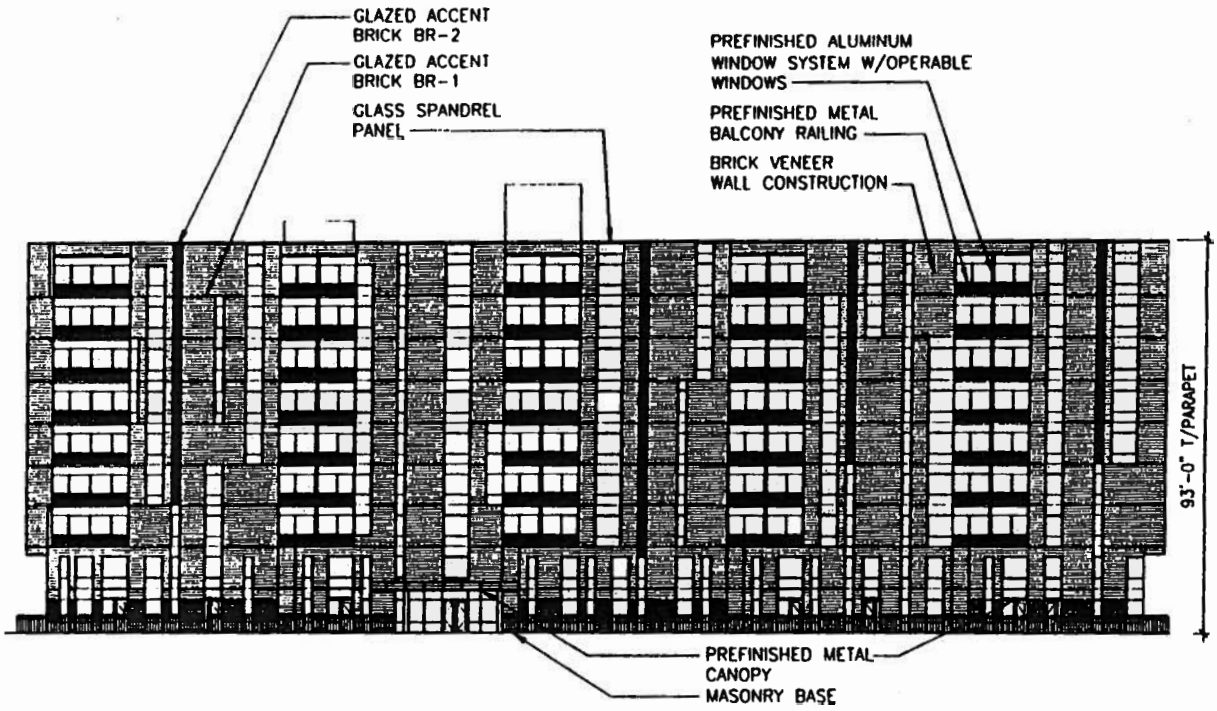 GLAZED ACCENT
BRICK BR-2
GLAZED ACCENT
BRICK BR-1
GLASS SPANDREL
PANEL
PREFINISHED ALUMINUM
WINDOW SYSTEM W/OPERABLE
WINDOWS
PREFINISHED METAL
BALCONY RAILING
BRICK VENEER
WALL CONSTRUCTION
93'-0" T/PARAPET
PREFINISHED METAL
CANOPY
MASONRY BASE